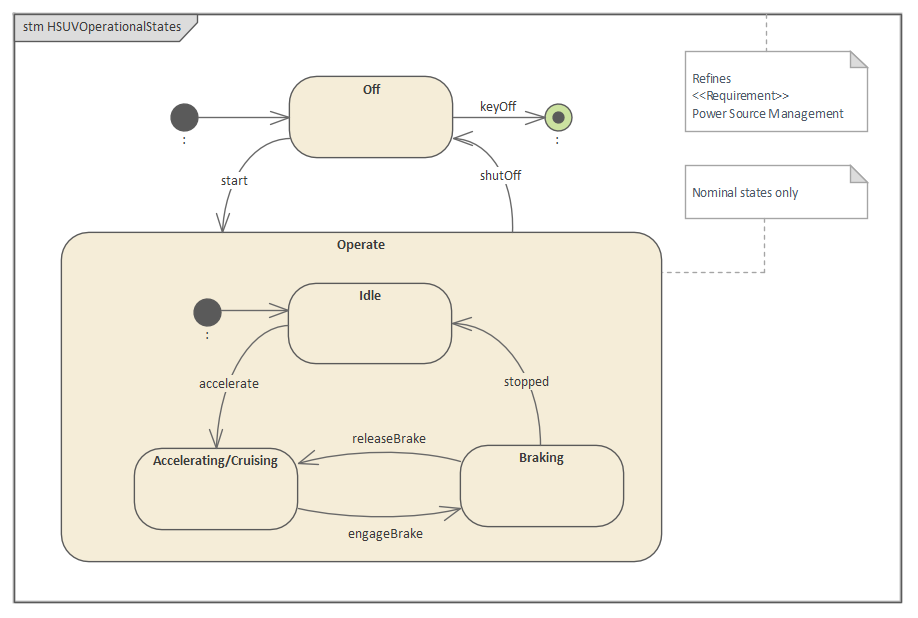 stm HSUVOperationalStates
Refines
<<Requirement>>
Power Source Management
Off
keyOff
:
:
start
shutOff
Nominal states only
Operate
Idle
:
accelerate
stopped
releaseBrake
Accelerating/Cruising
Braking
engageBrake